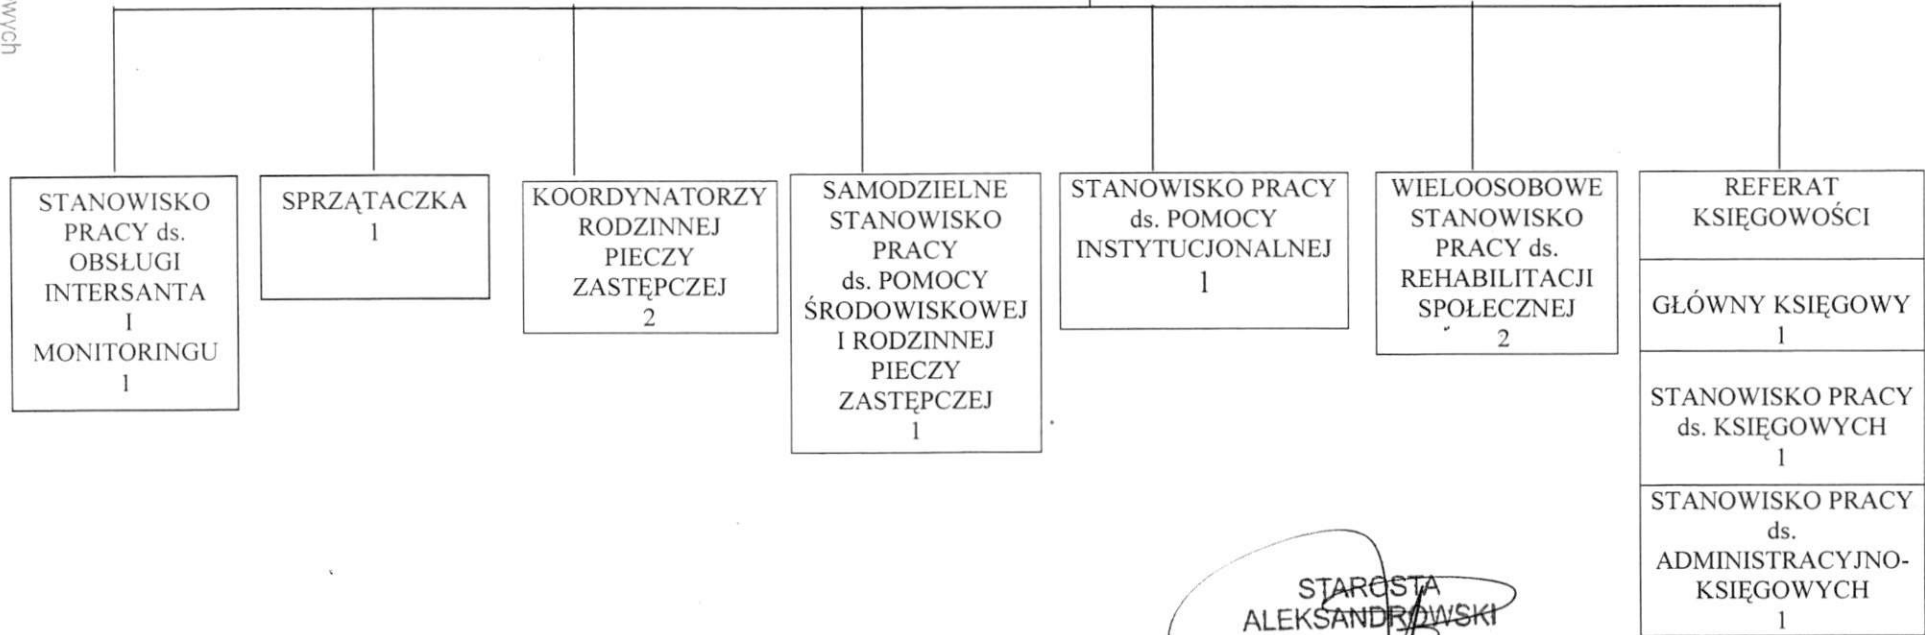 wych
STANOWISKO
PRACY ds.
OBSŁUGI
INTERSANTA
I
MONITORINGU
1
SPRZĄTACZKA
1
KOORDYNATORZY
RODZINNEJ
PIECZY
ZASTĘPCZEJ
2
SAMODZIELNE
STANOWISKO
PRACY
ds. POMOCY
ŚRODOWISKOWEJ
I RODZINNEJ
PIECZY
ZASTĘPCZEJ
1
STANOWISKO PRACY
ds. POMOCY
INSTYTUCJONALNEJ
1
WIELOOSOBOWE
STANOWISKO
PRACY ds.
REHABILITACJI
SPOŁECZNEJ
2
REFERAT
KSIĘGOWOŚCI
GŁÓWNY KSIĘGOWY
1
STANOWISKO PRACY
ds. KSIĘGOWYCH
1
STANOWISKO PRACY
ds.
ADMINISTRACYJNO-
KSIĘGOWYCH
1
STAROSTA
ALEKSANDROWSKI